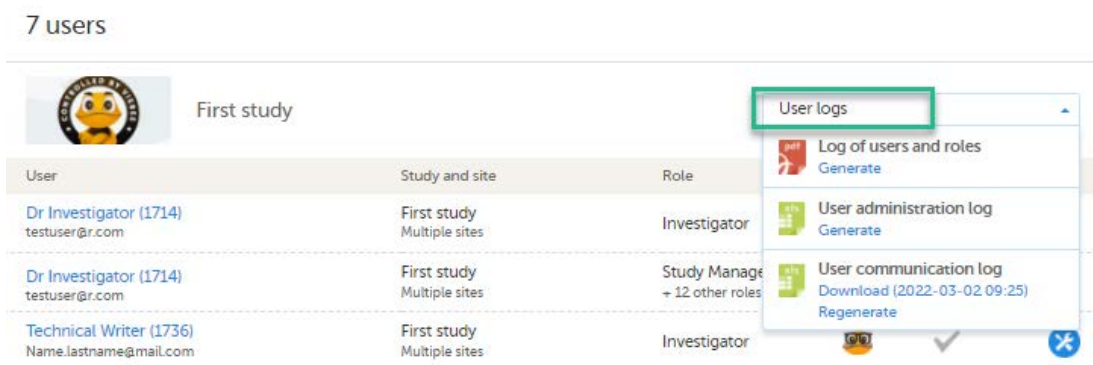 7 users
CONTROLLED BY VIEDOC
First study
User logs
Log of users and roles
Generate
User administration log
Generate
User communication log
Download (2022-03-02 09:25)
Regenerate
User
Study and site
Role
Dr Investigator (1714)
testuser@r.com
First study
Multiple sites
Investigator
Dr Investigator (1714)
testuser@r.com
First study
Multiple sites
Study Manage
+ 12 other roles
Technical Writer (1736)
Name.lastname@mail.com
First study
Multiple sites
Investigator